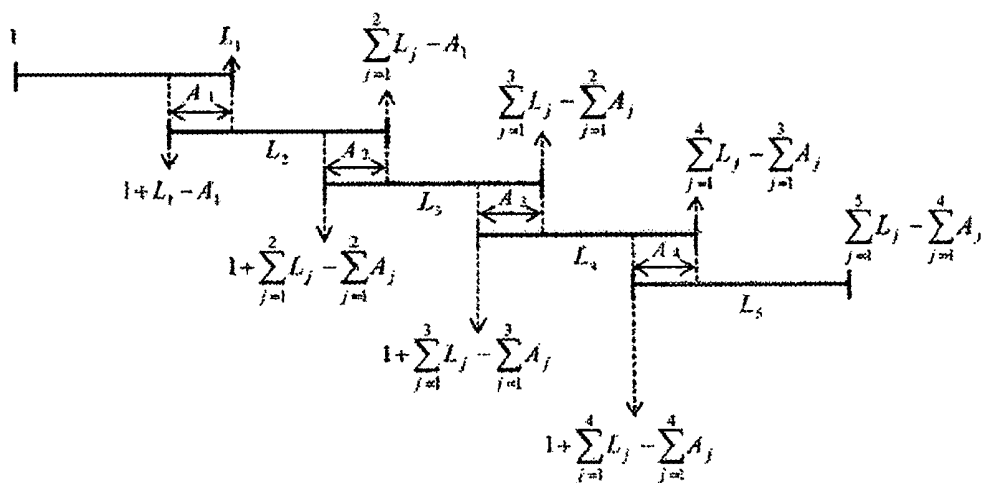 1
L_1
\sum_{j=1}^{2} L_j - A_1
A_1
\sum_{j=1}^{3} L_j - \sum_{j=1}^{2} A_j
L_2
A_2
1 + L_1 - A_1
\sum_{j=1}^{4} L_j - \sum_{j=1}^{3} A_j
L_3
A_3
\sum_{j=1}^{5} L_j - \sum_{j=1}^{4} A_j
1 + \sum_{j=1}^{2} L_j - \sum_{j=1}^{2} A_j
L_4
A_4
L_5
1 + \sum_{j=1}^{3} L_j - \sum_{j=1}^{3} A_j
1 + \sum_{j=1}^{4} L_j - \sum_{j=1}^{4} A_j